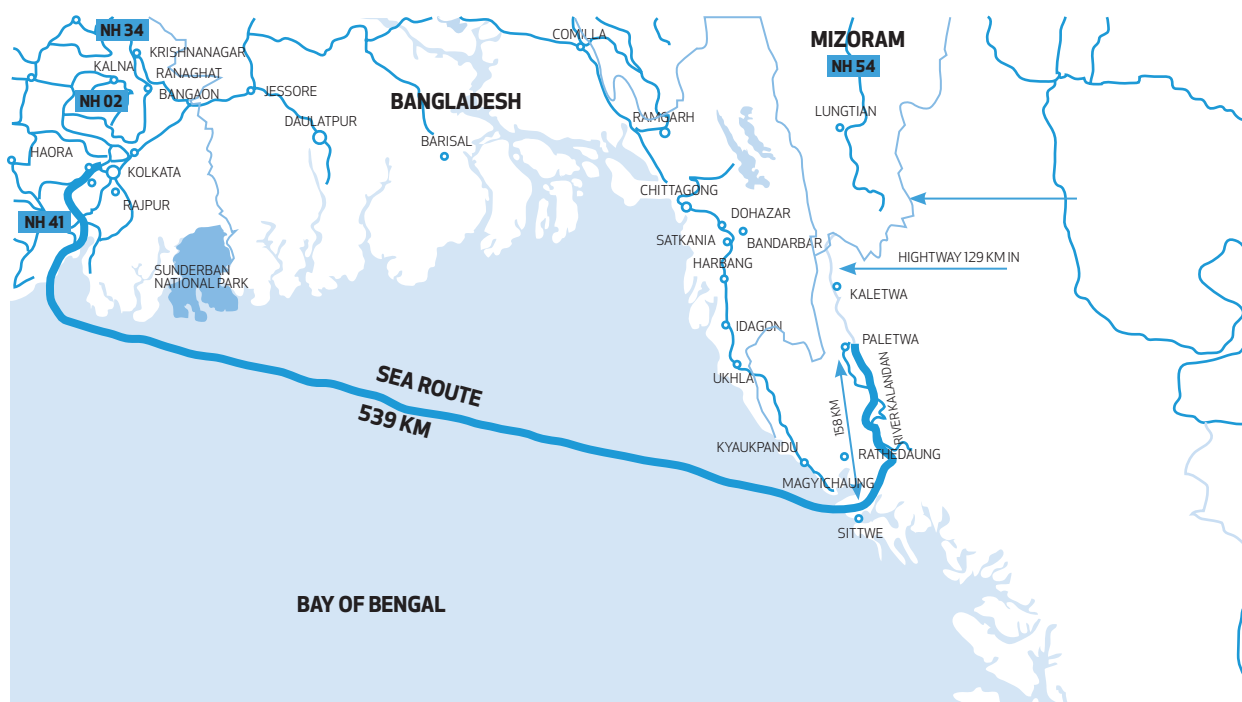 NH 34
KRISHNANAGAR
KALNA
RANAGHAT
NH 02
BANGAON
JESSORE
DAULATPUR
HAORA
KOLKATA
RAJPUR
NH 41
SUNDERBAN
NATIONAL PARK
BANGLADESH
BARISAL
COMILLA
RAMGARH
CHITTAGONG
DOHAZAR
SATKANIA
BANDARBAR
HARBANG
IDAGON
UKHLA
MIZORAM
NH 54
LUNGTIAN
HIGHTWAY 129 KM IN
KALETWA
PALETWA
RIVER KALANDAN
158 KM
KYAUKPANDU
RATHEDAUNG
MAGYICHAUNG
SITTWE
SEA ROUTE
539 KM
BAY OF BENGAL